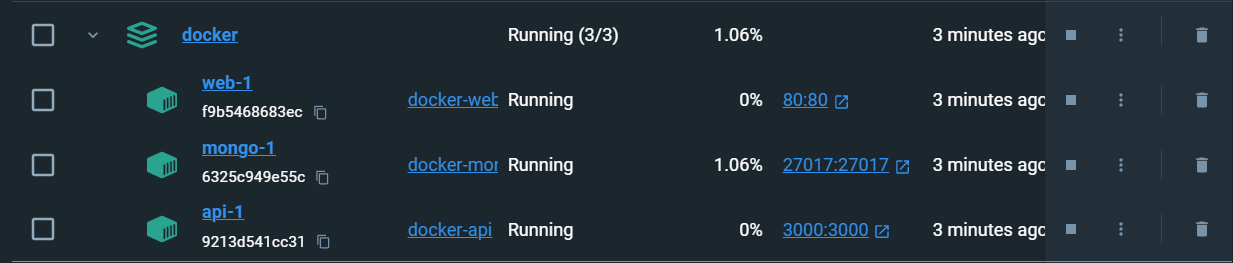 docker Running (3/3) 1.06% 3 minutes ago
web-1
f9b5468683ec docker-web Running 0% 80:80 3 minutes ago
mongo-1
6325c949e55c docker-mon Running 1.06% 27017:27017 3 minutes ago
api-1
9213d541cc31 docker-api Running 0% 3000:3000 3 minutes ago